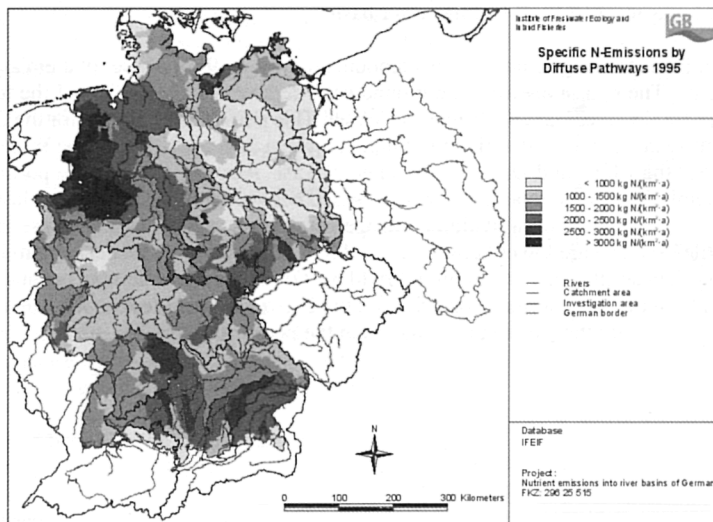 Institute of Freshwater Ecology and
Inland Fisheries
IGB
Specific N-Emissions by
Diffuse Pathways 1995
< 1000 kg N/(km²·a)
1000 - 1500 kg N/(km²·a)
1500 - 2000 kg N/(km²·a)
2000 - 2500 kg N/(km²·a)
2500 - 3000 kg N/(km²·a)
> 3000 kg N/(km²·a)
Rivers
Catchment area
Investigation area
German border
N
0 100 200 300 Kilometers
Database
IFEIF
Project:
Nutrient emissions into river basins of German
FKZ: 296 25 515